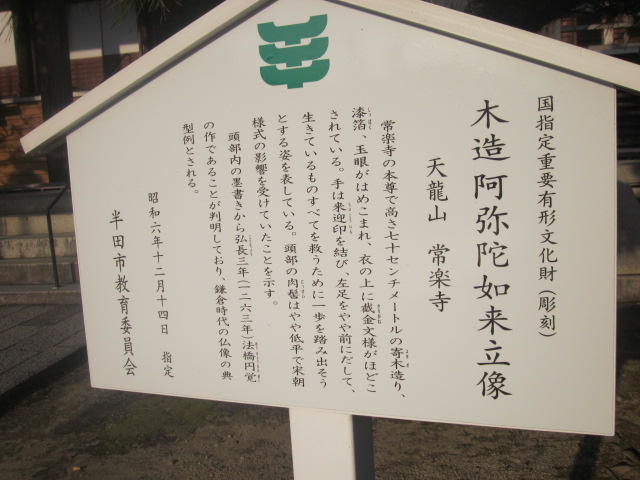 国指定重要有形文化財（彫刻）
木造阿弥陀如来立像
天龍山　常楽寺
常楽寺の本尊で高さ七十センチメートルの寄木造り、
漆箔、玉眼がはめこまれ、衣の上に截金文様がほどこ
されている。手は来迎印を結び、左足をやや前にだして、
生きているものすべてを救うために一歩を踏み出そう
とする姿を表している。頭部の肉髻はやや低平で宋朝
様式の影響を受けていたことを示す。
頭部内の墨書きから弘長三年（一二六三年）法橋円覚
の作であることが判明しており、鎌倉時代の仏像の典
型例とされる。
昭和六年十二月十四日　指定
半田市教育委員会